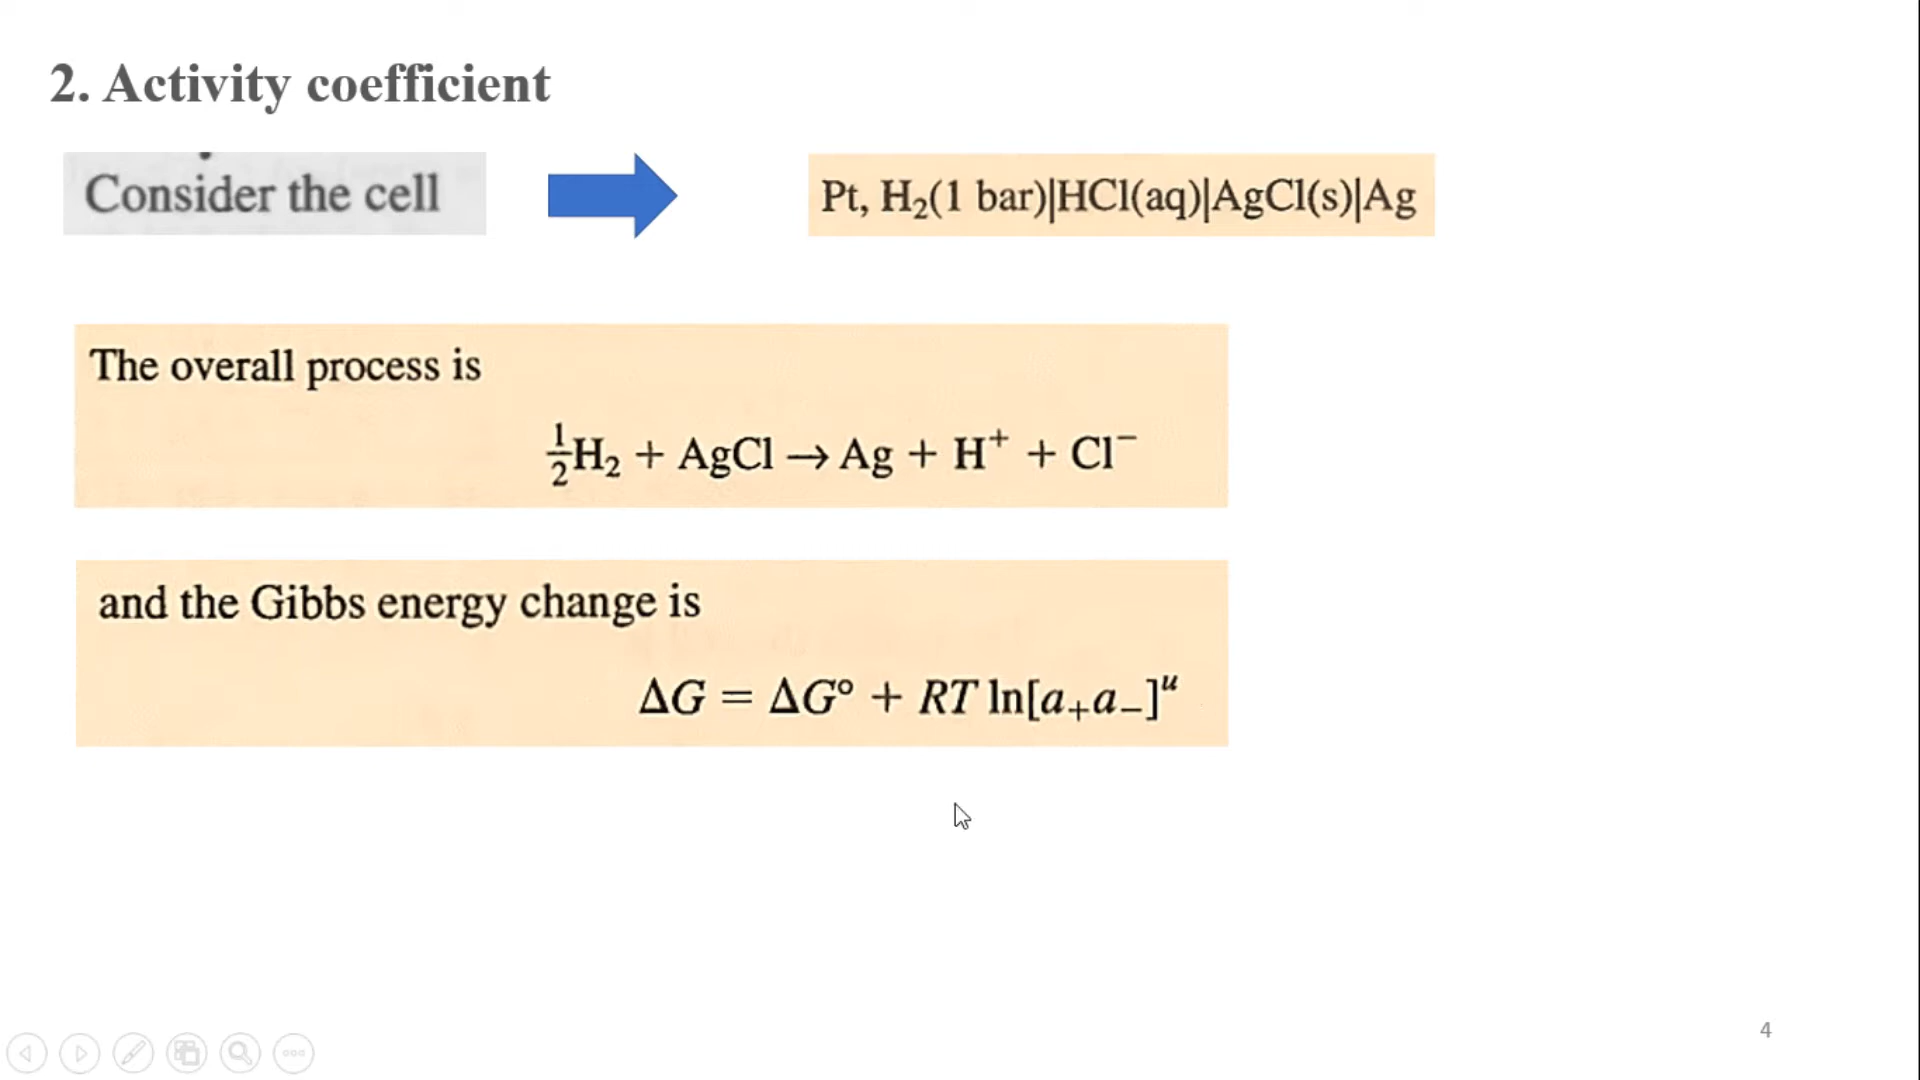 2. Activity coefficient
Consider the cell
Pt, H₂(1 bar)|HCl(aq)|AgCl(s)|Ag
The overall process is
½H₂ + AgCl → Ag + H⁺ + Cl⁻
and the Gibbs energy change is
ΔG = ΔG° + RT ln[a₊a₋]ᵘ
4